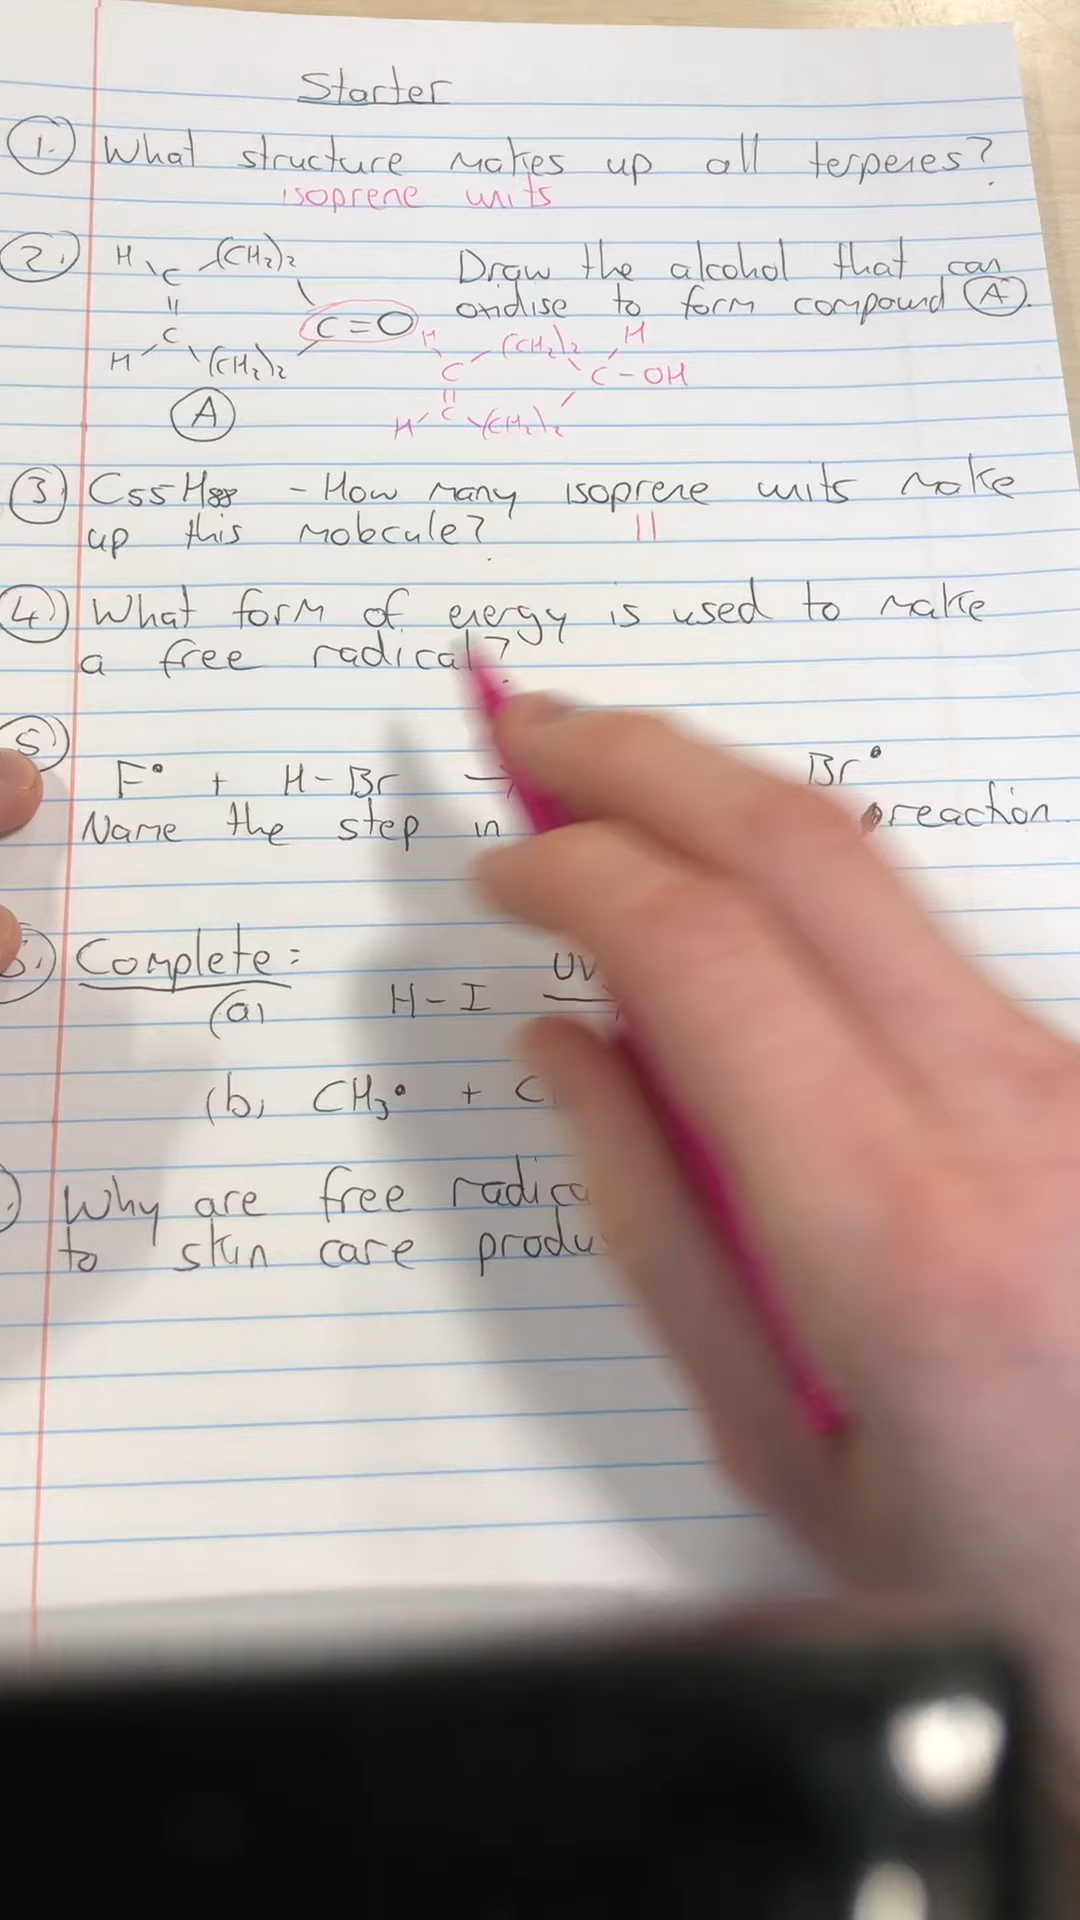 Starter
1. What structure makes up all terpenes?
isoprene units
2. H C (CH₂)₂ Draw the alcohol that can
oxidise to form compound A.
C=O
H C (CH₂)₂
A
H C (CH₂)₂ H
C-OH
H C (CH₂)₂
3. C55H88 - How many isoprene units make
up this molecule? 11
4. What form of energy is used to make
a free radical?
5.
F• + H-Br → Br•
Name the step in reaction.
Complete:
(a) H-I UV
(b) CH₃• +
Why are free
to skin care